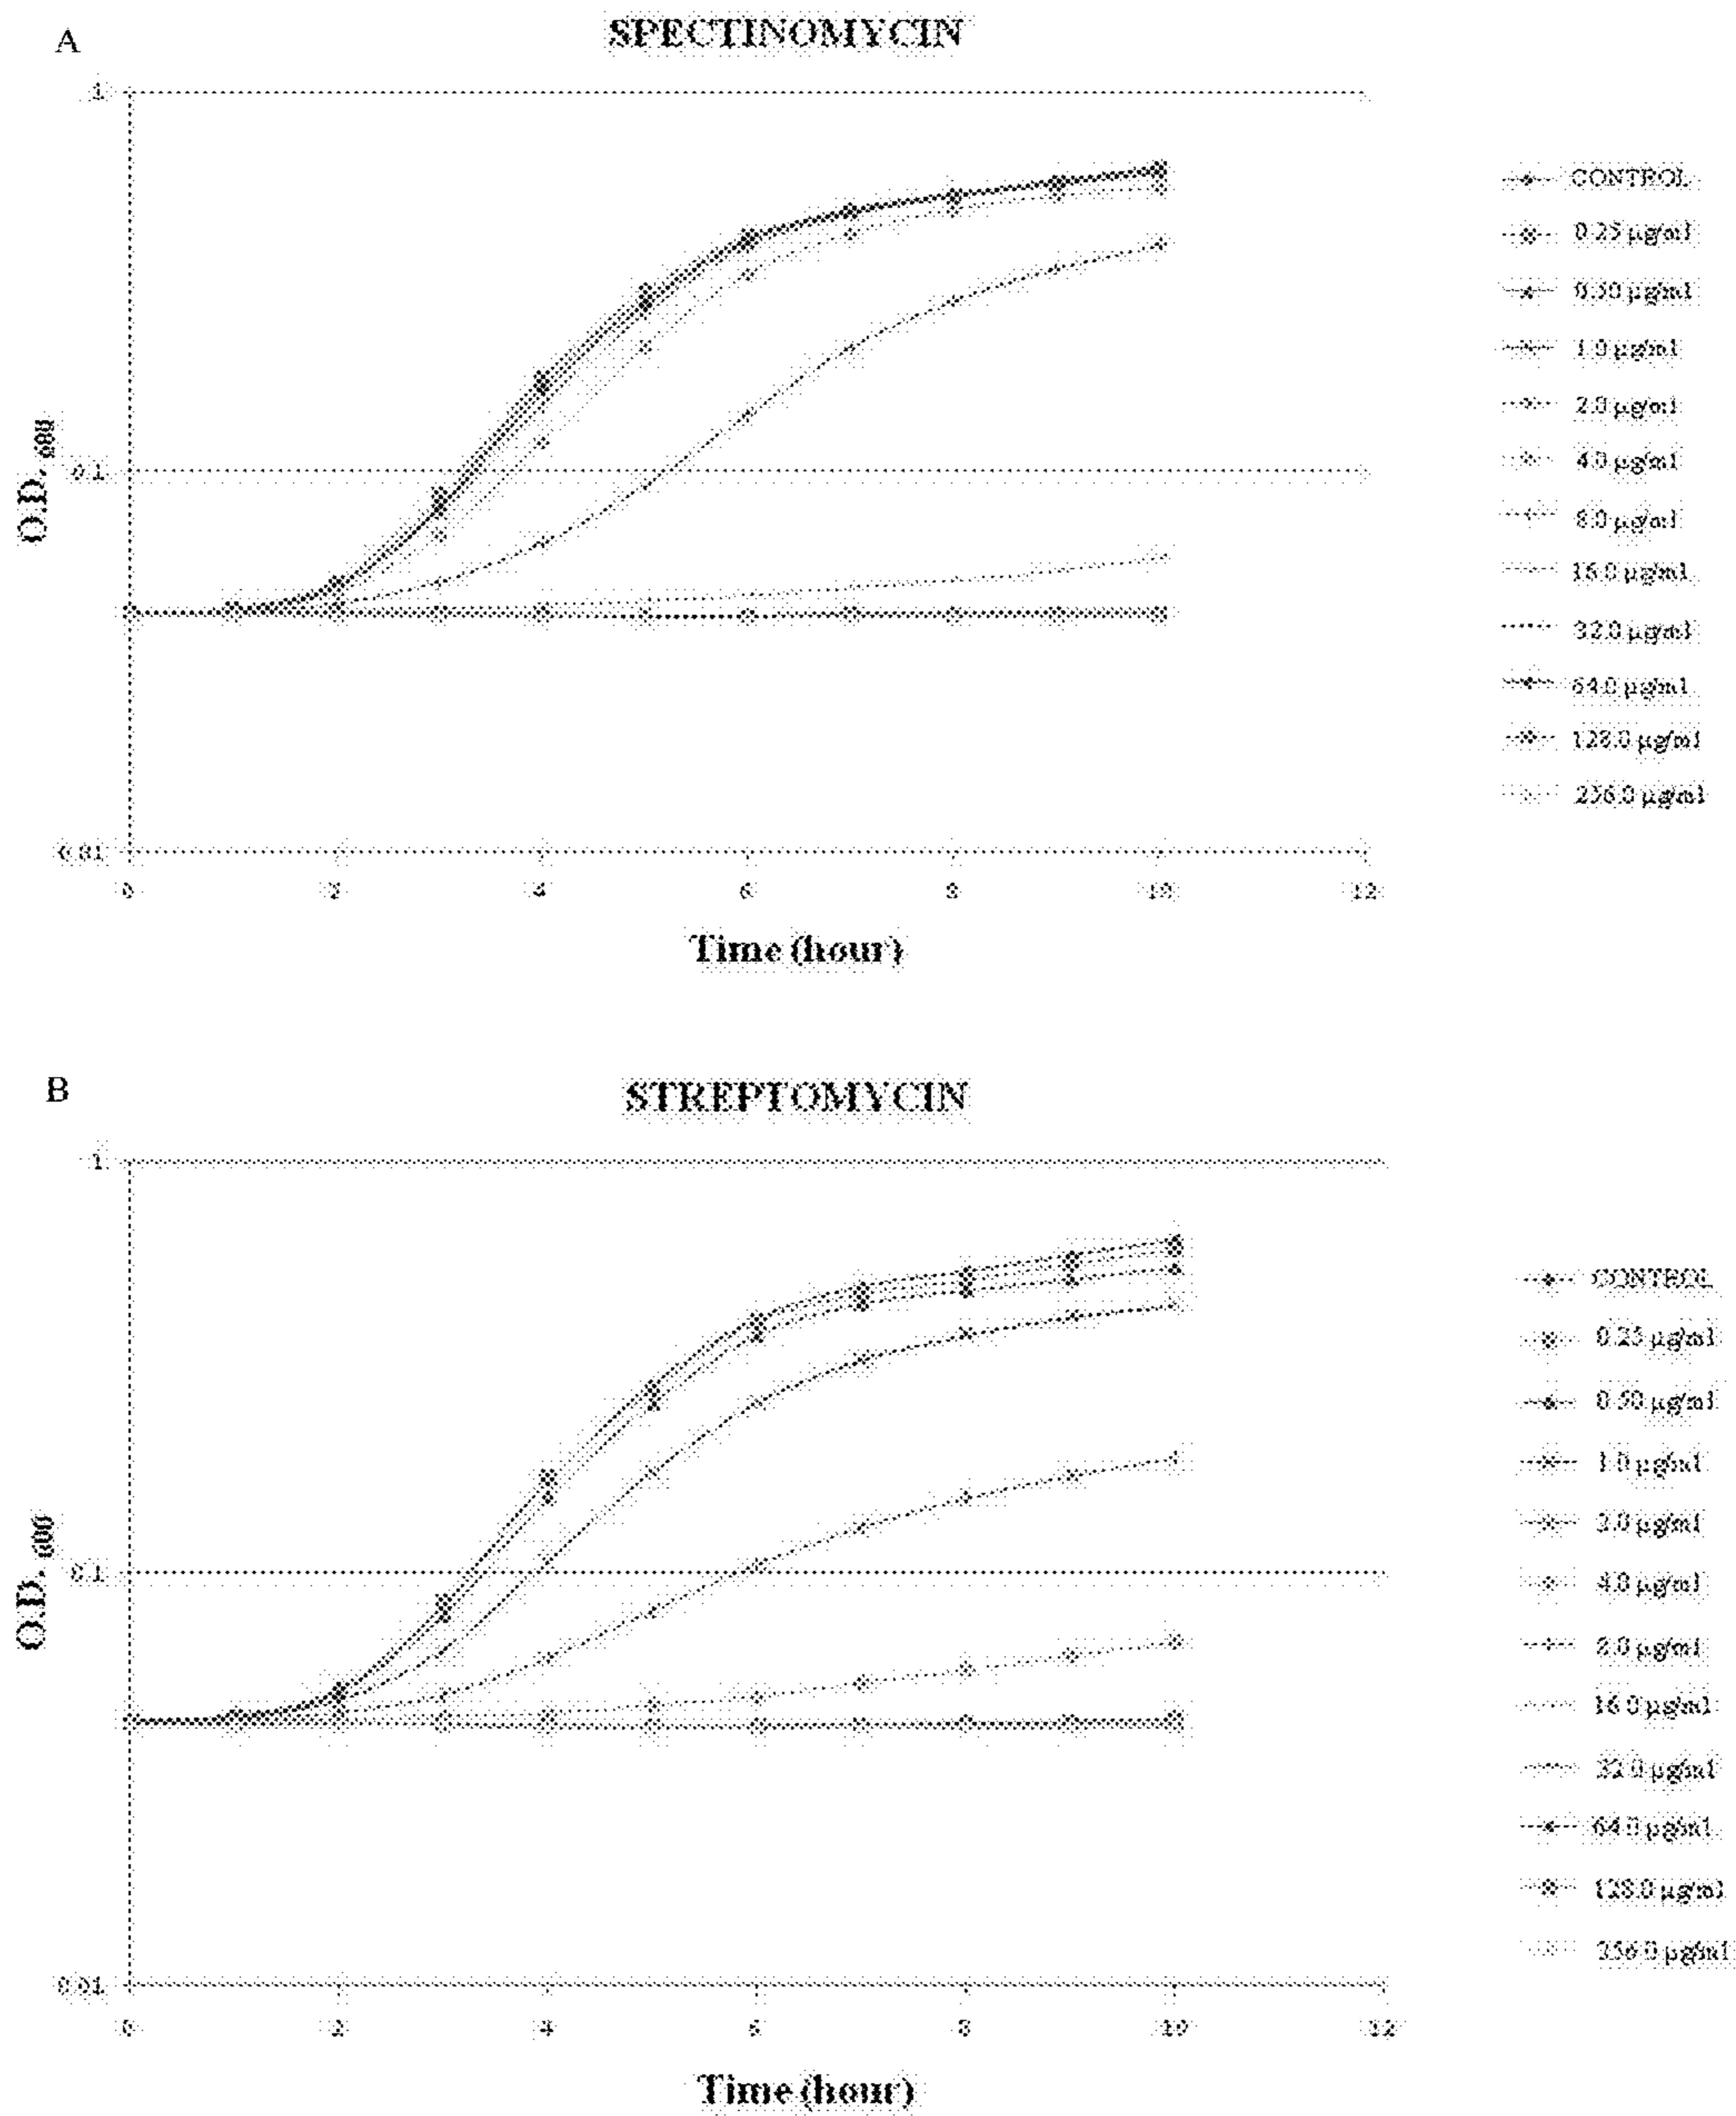 A
SPECTINOMYCIN
1
0.1
0.01
O.D. 600
0 2 4 6 8 10 12
Time (hour)
CONTROL
0.25 µg/ml
0.50 µg/ml
1.0 µg/ml
2.0 µg/ml
4.0 µg/ml
8.0 µg/ml
16.0 µg/ml
32.0 µg/ml
64.0 µg/ml
128.0 µg/ml
256.0 µg/ml
B
STREPTOMYCIN
1
0.1
0.01
O.D. 600
0 2 4 6 8 10 12
Time (hour)
CONTROL
0.25 µg/ml
0.50 µg/ml
1.0 µg/ml
2.0 µg/ml
4.0 µg/ml
8.0 µg/ml
16.0 µg/ml
32.0 µg/ml
64.0 µg/ml
128.0 µg/ml
256.0 µg/ml